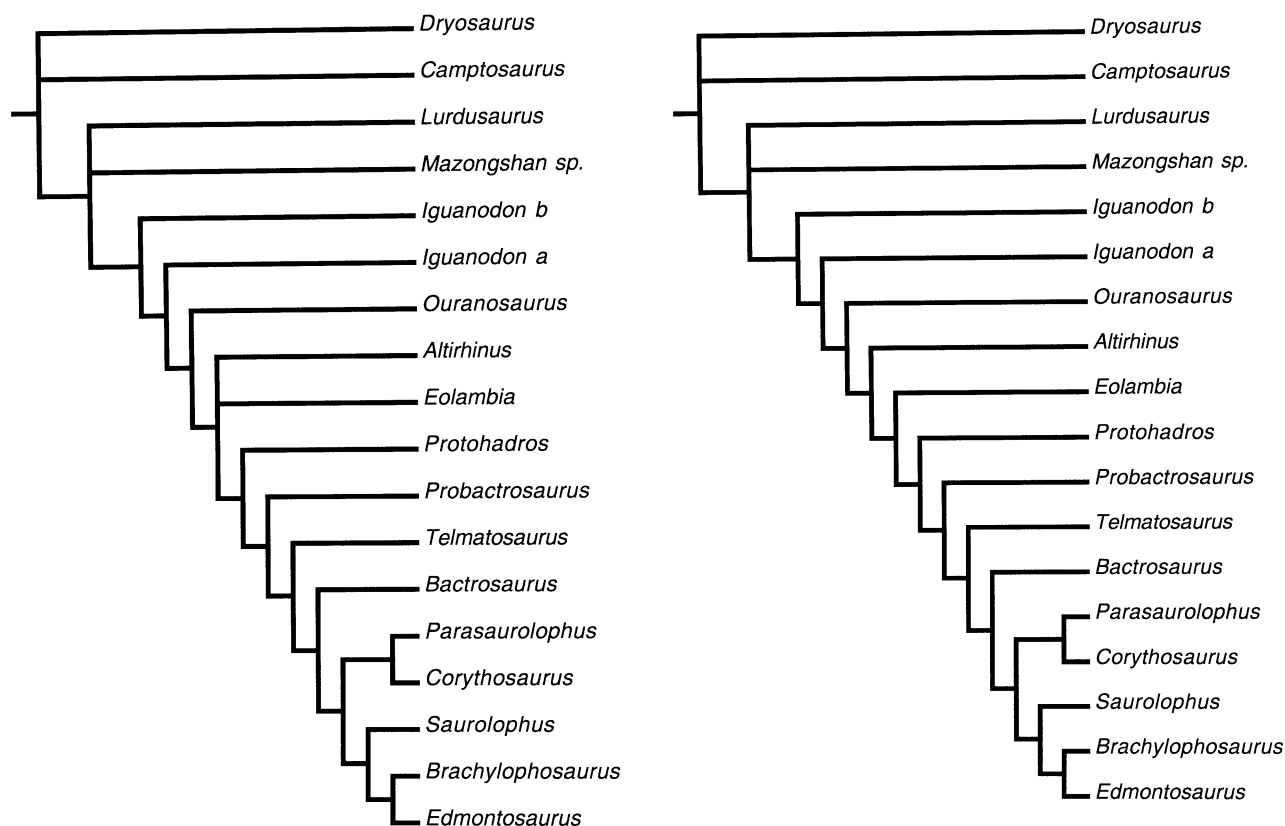 Dryosaurus
Camptosaurus
Lurdusaurus
Mazongshan sp.
Iguanodon b
Iguanodon a
Ouranosaurus
Altirhinus
Eolambia
Protohadros
Probactrosaurus
Telmatosaurus
Bactrosaurus
Parasaurolophus
Corythosaurus
Saurolophus
Brachylophosaurus
Edmontosaurus
Dryosaurus
Camptosaurus
Lurdusaurus
Mazongshan sp.
Iguanodon b
Iguanodon a
Ouranosaurus
Altirhinus
Eolambia
Protohadros
Probactrosaurus
Telmatosaurus
Bactrosaurus
Parasaurolophus
Corythosaurus
Saurolophus
Brachylophosaurus
Edmontosaurus